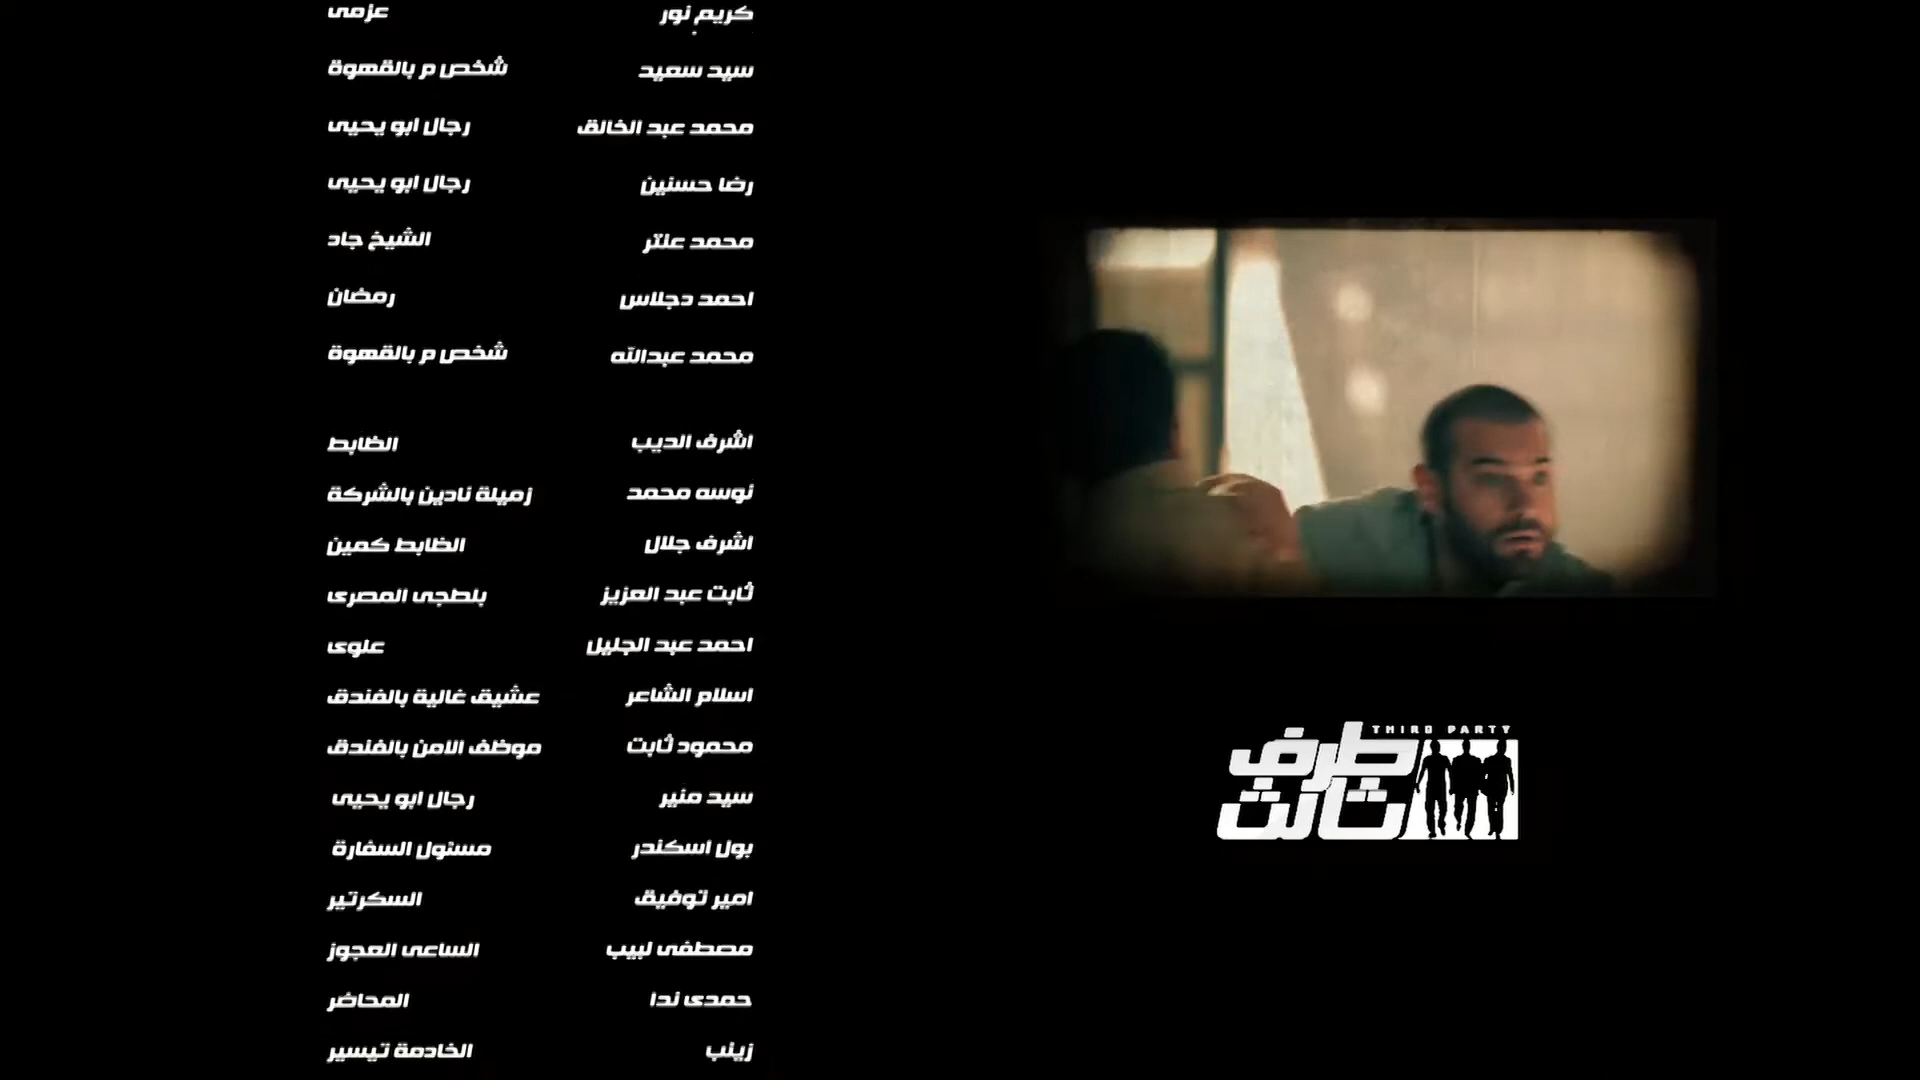 كريم نور عزمى
سيد سعيد شخص م بالقهوة
محمد عبد الخالق رجال ابو يحيى
رضا حسنين رجال ابو يحيى
محمد عنتر الشيخ جاد
احمد دجلاس رمضان
محمد عبدالله شخص م بالقهوة
اشرف الديب الظابط
نوسه محمد زميلة نادين بالشركة
اشرف جلال الظابط كمين
ثابت عبد العزيز بلطجى المصرى
احمد عبد الجليل علوى
اسلام الشاعر عشيق غالية بالفندق
محمود ثابت موظف الامن بالفندق
سيد منير رجال ابو يحيى
بول اسكندر مسئول السفارة
امير توفيق السكرتير
مصطفى لبيب الساعى العجوز
حمدى ندا المحاضر
زينب الخادمة تيسير
THIRD PARTY
طرف
ثالث